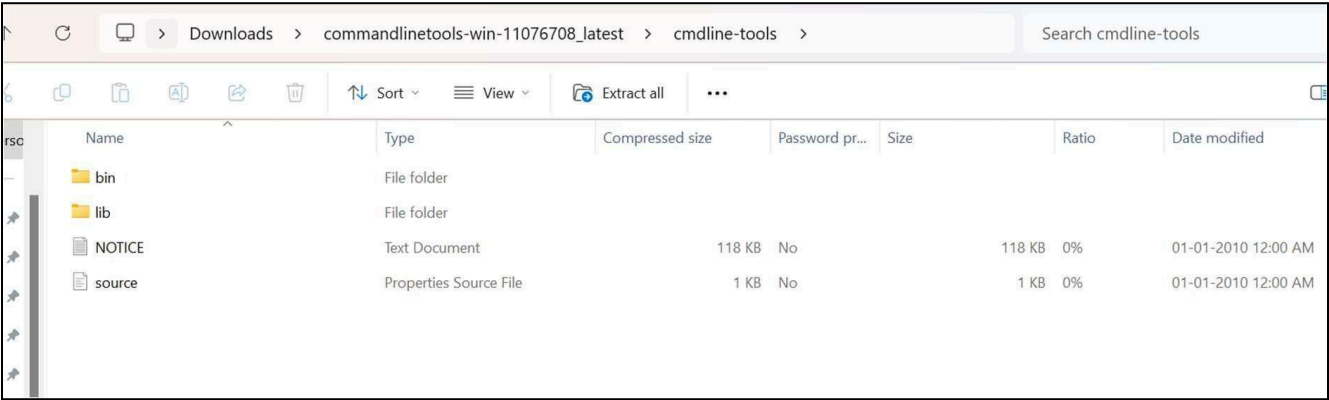 Downloads > commandlinetools-win-11076708_latest > cmdline-tools > Search cmdline-tools
Sort View Extract all ...
Name Type Compressed size Password pr... Size Ratio Date modified
bin File folder
lib File folder
NOTICE Text Document 118 KB No 118 KB 0% 01-01-2010 12:00 AM
source Properties Source File 1 KB No 1 KB 0% 01-01-2010 12:00 AM